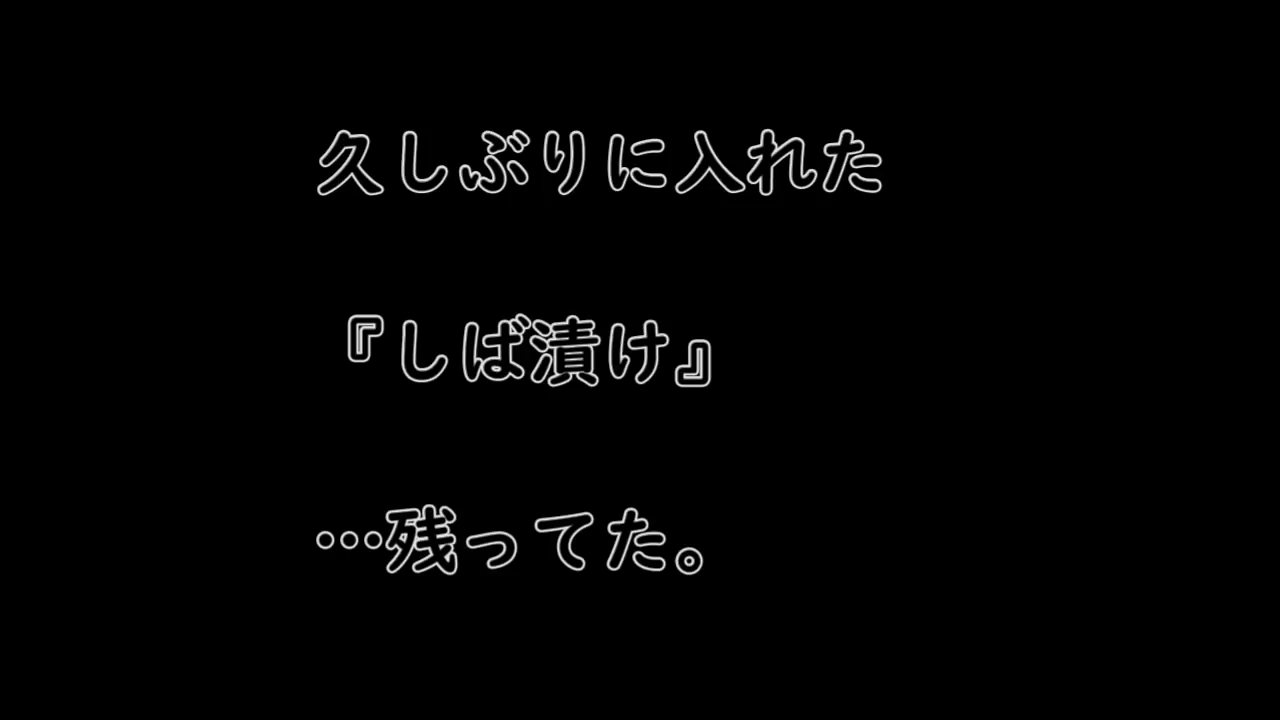 久しぶりに入れた
『しば漬け』
…残ってた。